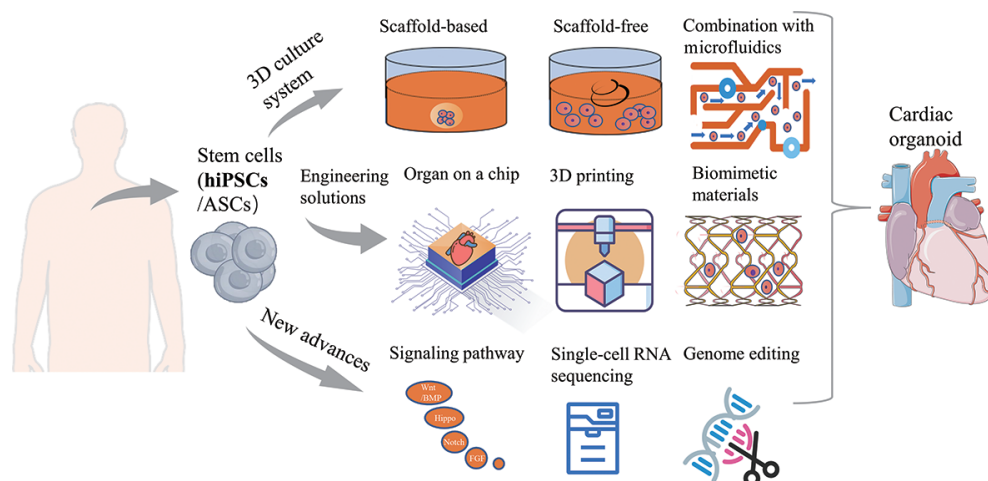 3D culture
system
Scaffold-based
Scaffold-free
Combination with
microfluidics
Stem cells
(hiPSCs
/ASCs)
Engineering
solutions
Organ on a chip
3D printing
Biomimetic
materials
Cardiac
organoid
New advances
Signaling pathway
Single-cell RNA
sequencing
Genome editing
Wnt
/BMP
Hippo
Notch
FGF